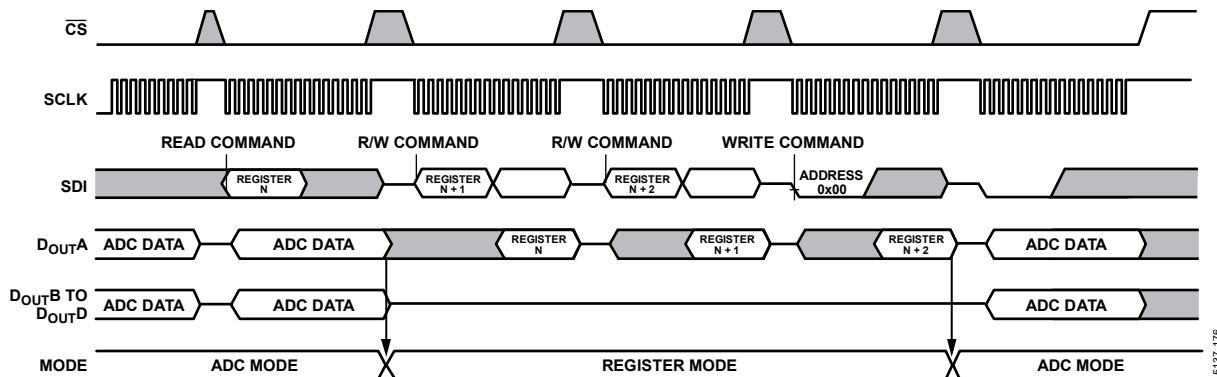 CS
SCLK
READ COMMAND R/W COMMAND R/W COMMAND WRITE COMMAND
SDI REGISTER N REGISTER N + 1 REGISTER N + 2 ADDRESS 0x00
DOUTA ADC DATA ADC DATA REGISTER N REGISTER N + 1 REGISTER N + 2 ADC DATA
DOUTB TO DOUTD ADC DATA ADC DATA ADC DATA
MODE ADC MODE REGISTER MODE ADC MODE